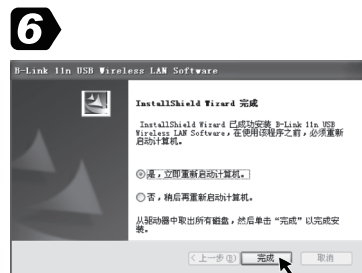 6
B-Link 11n USB Wireless LAN Software
InstallShield Wizard 完成
InstallShield Wizard 已成功安装 B-Link 11n USB
Wireless LAN Software，在使用该程序之前，必须重新
启动计算机。
是，立即重新启动计算机。
否，稍后再重新启动计算机。
从驱动器中取出所有磁盘，然后单击“完成”以完成安
装。
<上一步(B) 完成 取消